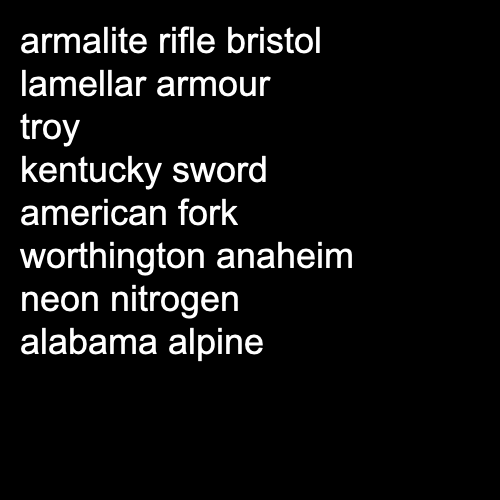 armalite rifle bristol
lamellar armour
troy
kentucky sword
american fork
worthington anaheim
neon nitrogen
alabama alpine